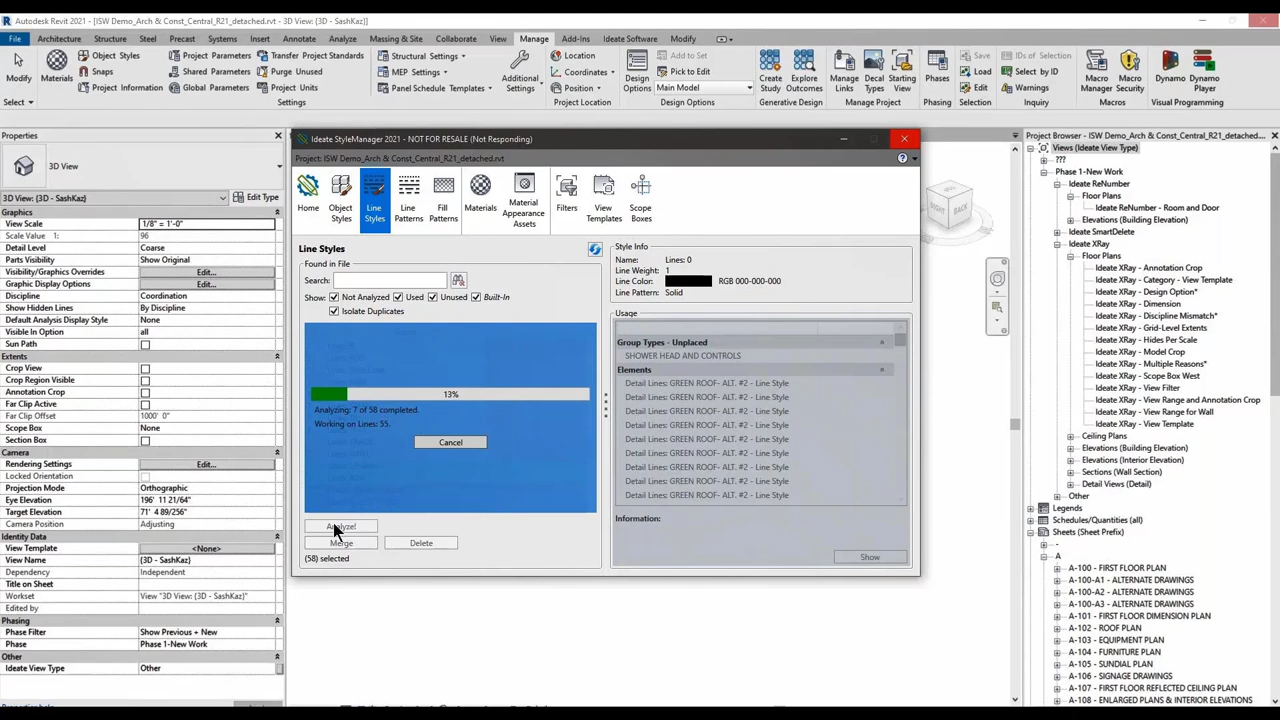 Autodesk Revit 2021 - [ISW Demo_Arch & Const_Central_R21_detached.rvt - 3D View: {3D - SashKaz}]
File Architecture Structure Steel Precast Systems Insert Annotate Analyze Massing & Site Collaborate View Manage Add-Ins Ideate Software Modify
Modify
Select
Materials
Object Styles
Snaps
Project Information
Project Parameters
Shared Parameters
Global Parameters
Transfer Project Standards
Purge Unused
Project Units
Settings
Structural Settings
MEP Settings
Panel Schedule Templates
Additional Settings
Location
Coordinates
Position
Project Location
Design Options
Add to Set
Pick to Edit
Main Model
Design Options
Create Study
Explore Outcomes
Generative Design
Manage Links
Decal Types
Starting View
Manage Project
Phases
Phasing
Save
Load
Edit
Selection
IDs of Selection
Select by ID
Warnings
Inquiry
Macro Manager
Macro Security
Macros
Dynamo
Dynamo Player
Visual Programming
Properties
3D View
3D View: {3D - SashKaz}
Edit Type
Graphics
View Scale 1/8" = 1'-0"
Scale Value 1: 96
Detail Level Coarse
Parts Visibility Show Original
Visibility/Graphics Overrides Edit...
Graphic Display Options Edit...
Discipline Coordination
Show Hidden Lines By Discipline
Default Analysis Display Style None
Visible In Option all
Sun Path
Extents
Crop View
Crop Region Visible
Annotation Crop
Far Clip Active
Far Clip Offset 1000' 0"
Scope Box None
Section Box
Camera
Rendering Settings Edit...
Locked Orientation
Projection Mode Orthographic
Eye Elevation 196' 11 21/64"
Target Elevation 71' 4 89/256"
Camera Position Adjusting
Identity Data
View Template <None>
View Name {3D - SashKaz}
Dependency Independent
Title on Sheet
Workset View "3D View: {3D - SashKaz}"
Edited by
Phasing
Phase Filter Show Previous + New
Phase Phase 1-New Work
Other
Ideate View Type Other
Ideate StyleManager 2021 - NOT FOR RESALE (Not Responding)
Project: ISW Demo_Arch & Const_Central_R21_detached.rvt
Home
Object Styles
Line Styles
Line Patterns
Fill Patterns
Materials
Material Appearance Assets
Filters
View Templates
Scope Boxes
Line Styles
Found in File
Search:
Show: Not Analyzed Used Unused Built-In
Isolate Duplicates
13%
Analyzing: 7 of 58 completed.
Working on Lines: 55.
Cancel
Analyze!
Merge
Delete
(58) selected
Style Info
Name: Lines: 0
Line Weight: 1
Line Color: RGB 000-000-000
Line Pattern: Solid
Usage
Group Types - Unplaced
SHOWER HEAD AND CONTROLS
Elements
Detail Lines: GREEN ROOF- ALT. #2 - Line Style
Detail Lines: GREEN ROOF- ALT. #2 - Line Style
Detail Lines: GREEN ROOF- ALT. #2 - Line Style
Detail Lines: GREEN ROOF- ALT. #2 - Line Style
Detail Lines: GREEN ROOF- ALT. #2 - Line Style
Detail Lines: GREEN ROOF- ALT. #2 - Line Style
Detail Lines: GREEN ROOF- ALT. #2 - Line Style
Detail Lines: GREEN ROOF- ALT. #2 - Line Style
Detail Lines: GREEN ROOF- ALT. #2 - Line Style
Information:
Show
BACK
Project Browser - ISW Demo_Arch & Const_Central_R21_detached....
Views (Ideate View Type)
???
Phase 1-New Work
Ideate ReNumber
Floor Plans
Ideate ReNumber - Room and Door
Elevations (Building Elevation)
Ideate SmartDelete
Ideate XRay
Floor Plans
Ideate XRay - Annotation Crop
Ideate XRay - Category - View Template
Ideate XRay - Design Option*
Ideate XRay - Dimension
Ideate XRay - Discipline Mismatch*
Ideate XRay - Grid-Level Extents
Ideate XRay - Hides Per Scale
Ideate XRay - Model Crop
Ideate XRay - Multiple Reasons*
Ideate XRay - Scope Box West
Ideate XRay - View Filter
Ideate XRay - View Range and Annotation Crop
Ideate XRay - View Range for Wall
Ideate XRay - View Template
Ceiling Plans
Elevations (Building Elevation)
Elevations (Interior Elevation)
Sections (Wall Section)
Detail Views (Detail)
Other
Legends
Schedules/Quantities (all)
Sheets (Sheet Prefix)
-
A
A-100 - FIRST FLOOR PLAN
A-100-A1 - ALTERNATE DRAWINGS
A-100-A2 - ALTERNATE DRAWINGS
A-100-A3 - ALTERNATE DRAWINGS
A-101 - FIRST FLOOR DIMENSION PLAN
A-102 - ROOF PLAN
A-103 - EQUIPMENT PLAN
A-104 - FURNITURE PLAN
A-105 - SUNDIAL PLAN
A-106 - SIGNAGE DRAWINGS
A-107 - FIRST FLOOR REFLECTED CEILING PLAN
A-108 - ENLARGED PLANS & INTERIOR ELEVATIONS